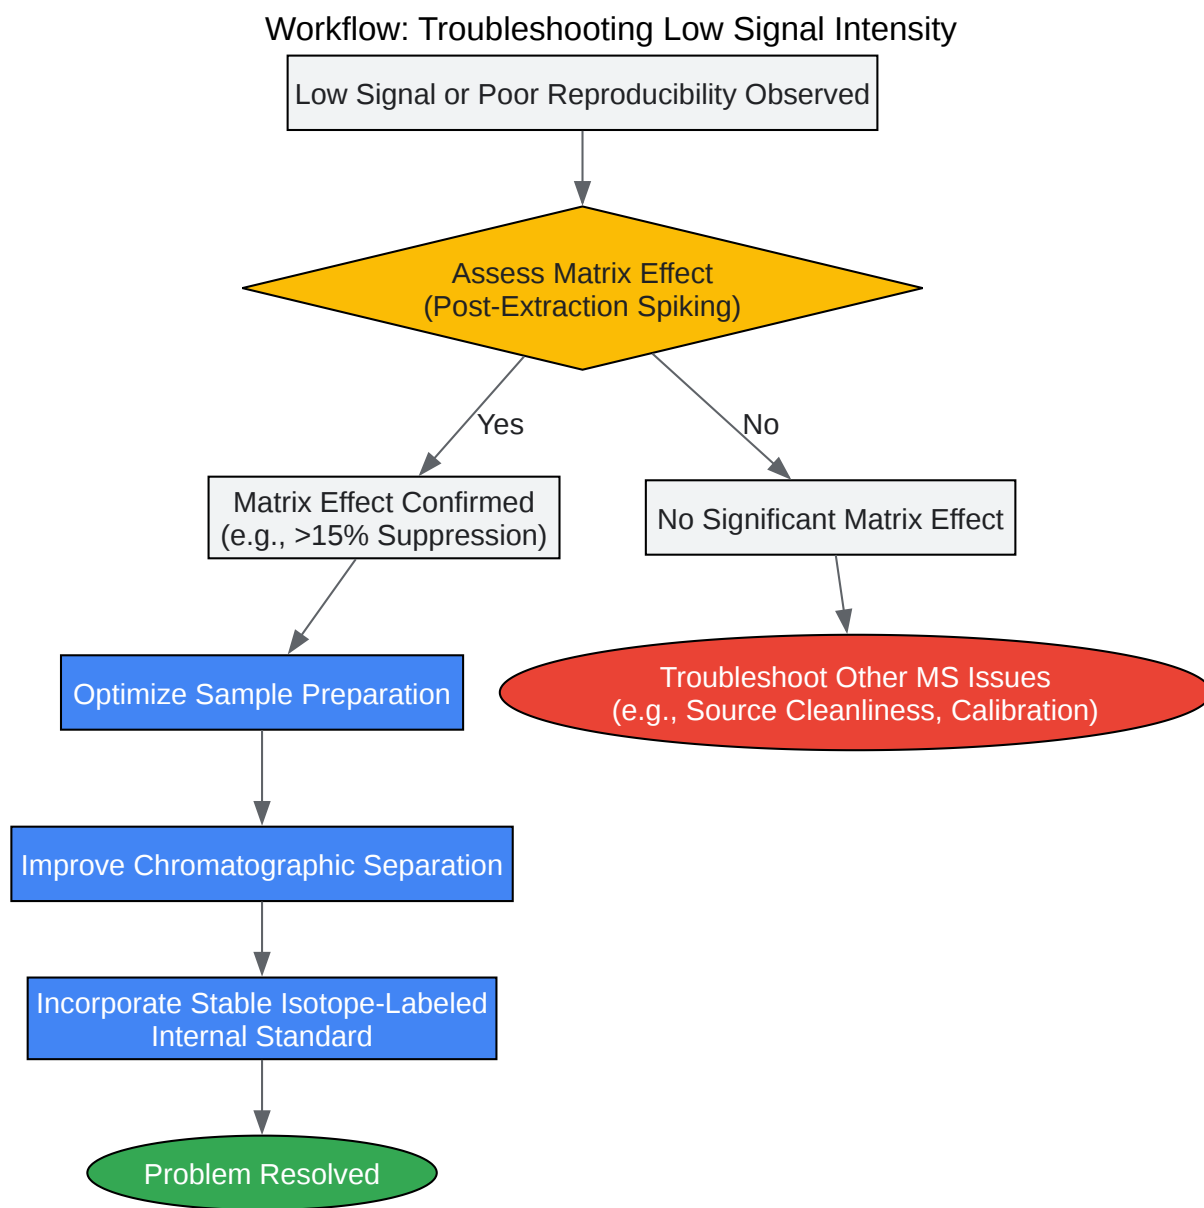 Workflow: Troubleshooting Low Signal Intensity
Low Signal or Poor Reproducibility Observed
Assess Matrix Effect
(Post-Extraction Spiking)
Yes
No
Matrix Effect Confirmed
(e.g., >15% Suppression)
No Significant Matrix Effect
Optimize Sample Preparation
Troubleshoot Other MS Issues
(e.g., Source Cleanliness, Calibration)
Improve Chromatographic Separation
Incorporate Stable Isotope-Labeled
Internal Standard
Problem Resolved